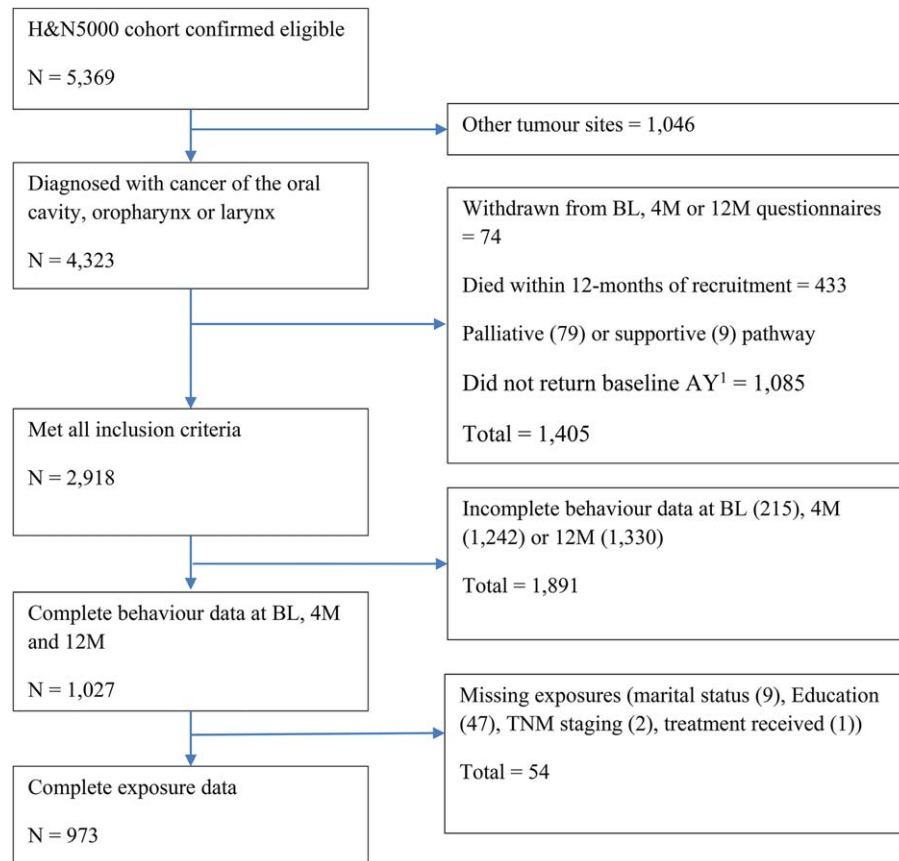 H&N5000 cohort confirmed eligible
N = 5,369
Other tumour sites = 1,046
Diagnosed with cancer of the oral
cavity, oropharynx or larynx
N = 4,323
Withdrawn from BL, 4M or 12M questionnaires
= 74
Died within 12-months of recruitment = 433
Palliative (79) or supportive (9) pathway
Did not return baseline AY¹ = 1,085
Total = 1,405
Met all inclusion criteria
N = 2,918
Incomplete behaviour data at BL (215), 4M
(1,242) or 12M (1,330)
Total = 1,891
Complete behaviour data at BL, 4M
and 12M
N = 1,027
Missing exposures (marital status (9), Education
(47), TNM staging (2), treatment received (1))
Total = 54
Complete exposure data
N = 973